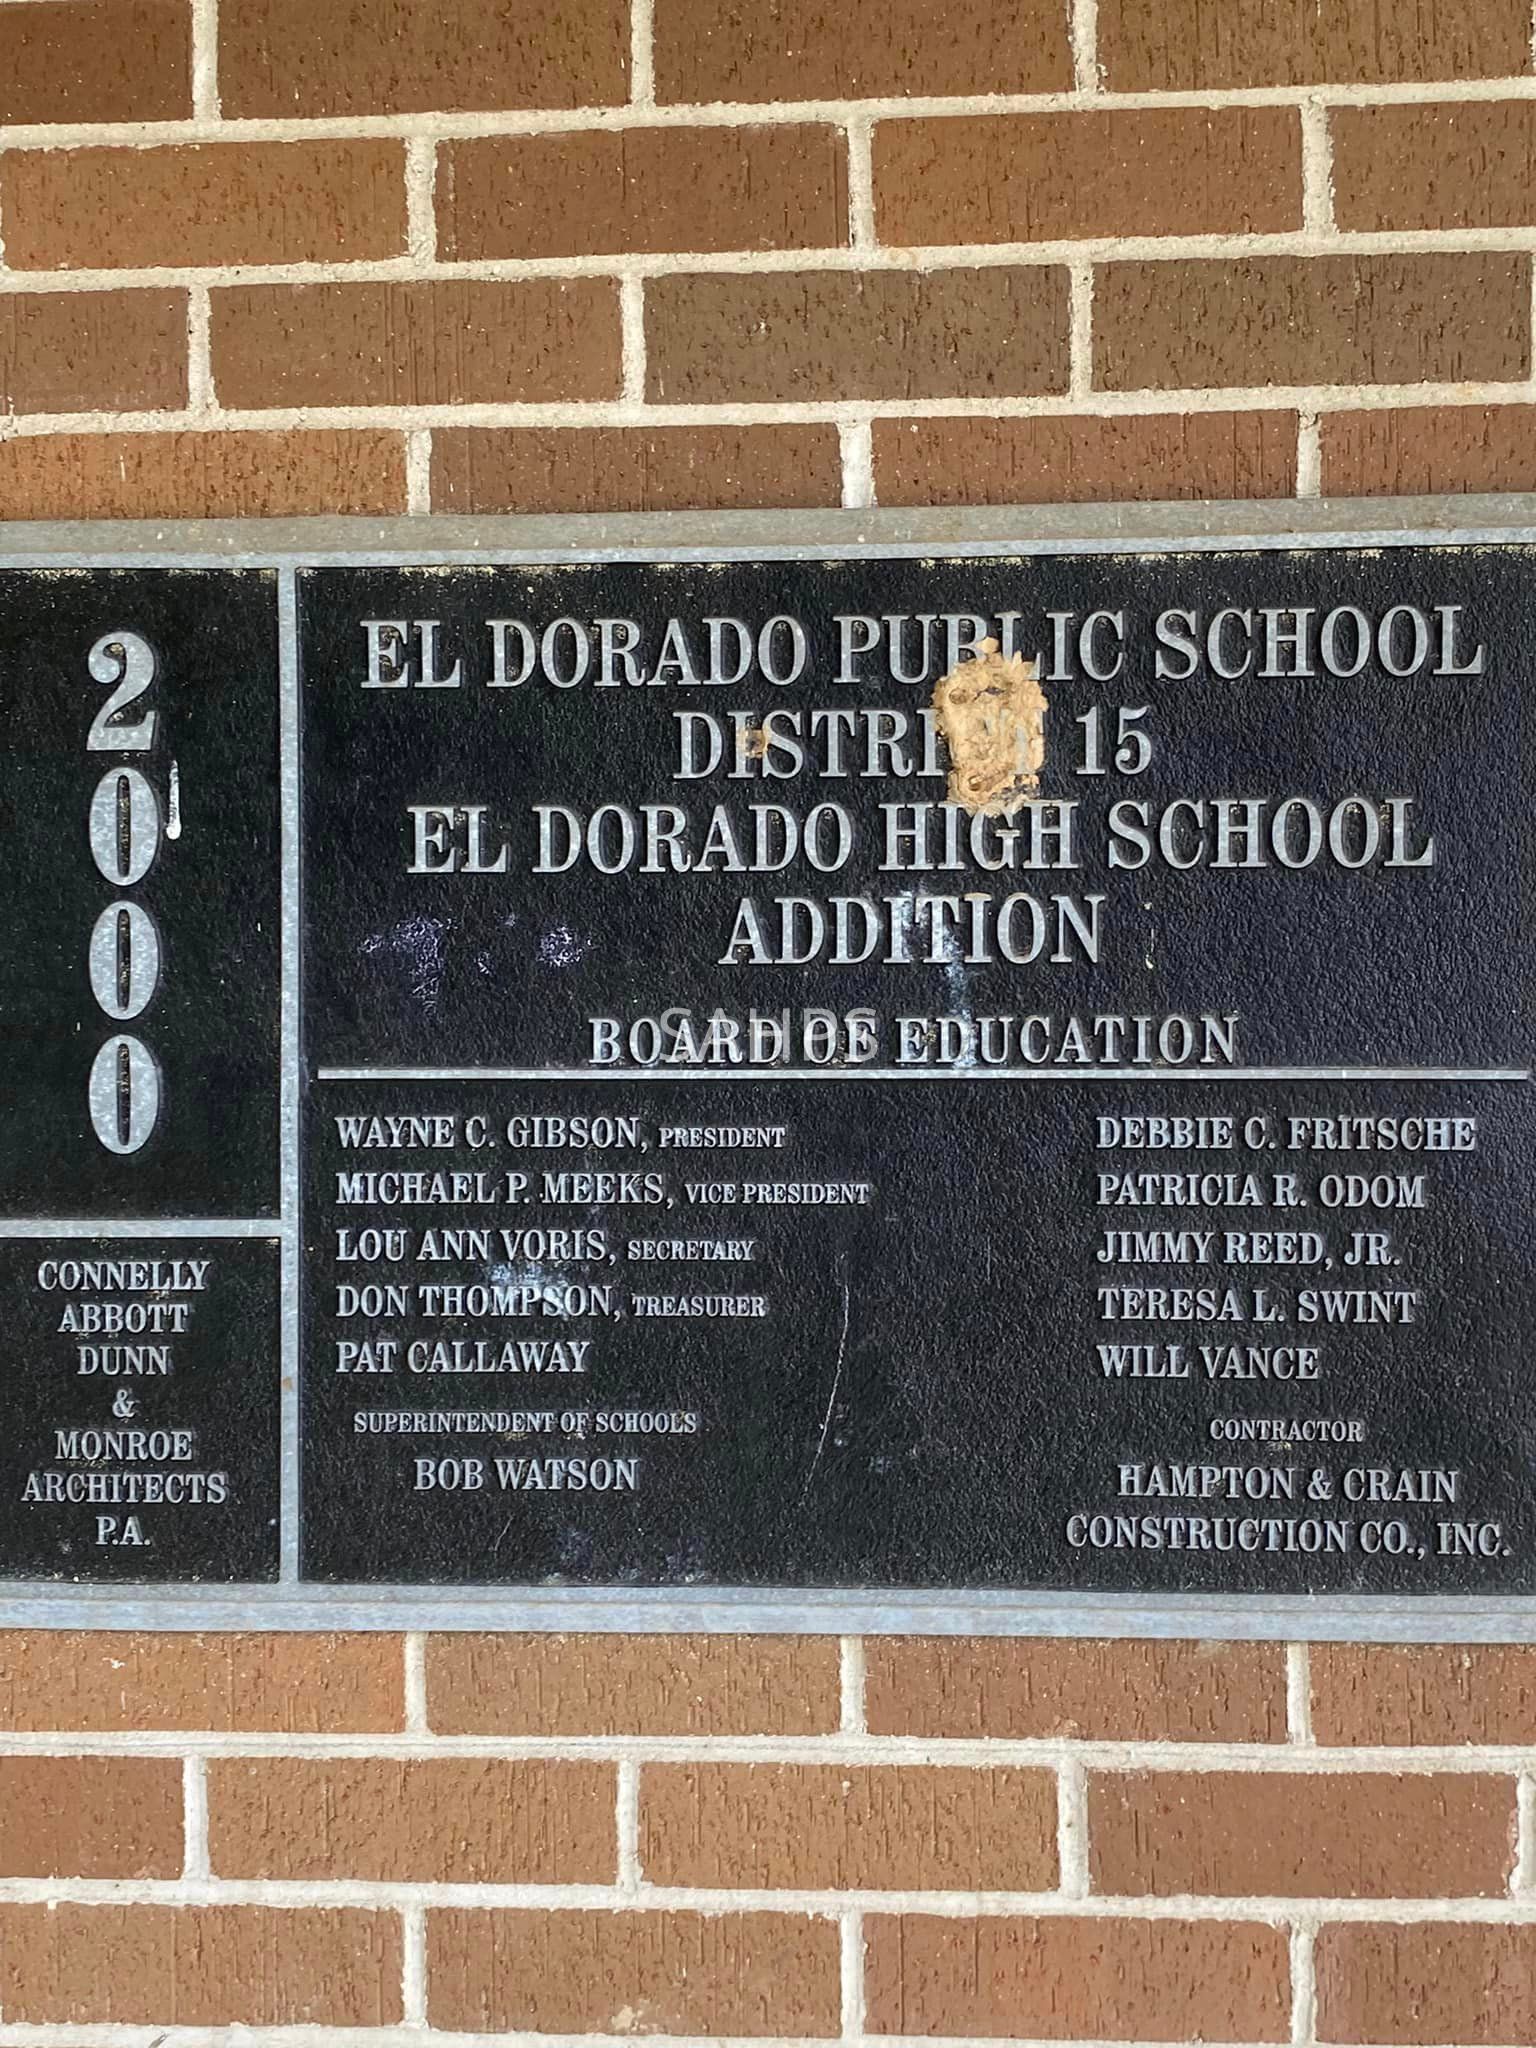 2000
CONNELLY
ABBOTT
DUNN
&
MONROE
ARCHITECTS
P.A.
EL DORADO PUBLIC SCHOOL
DISTRICT 15
EL DORADO HIGH SCHOOL
ADDITION
BOARD OF EDUCATION
SAHPS
WAYNE C. GIBSON, PRESIDENT
MICHAEL P. MEEKS, VICE PRESIDENT
LOU ANN VORIS, SECRETARY
DON THOMPSON, TREASURER
PAT CALLAWAY
SUPERINTENDENT OF SCHOOLS
BOB WATSON
DEBBIE C. FRITSCHE
PATRICIA R. ODOM
JIMMY REED, JR.
TERESA L. SWINT
WILL VANCE
CONTRACTOR
HAMPTON & CRAIN
CONSTRUCTION CO., INC.